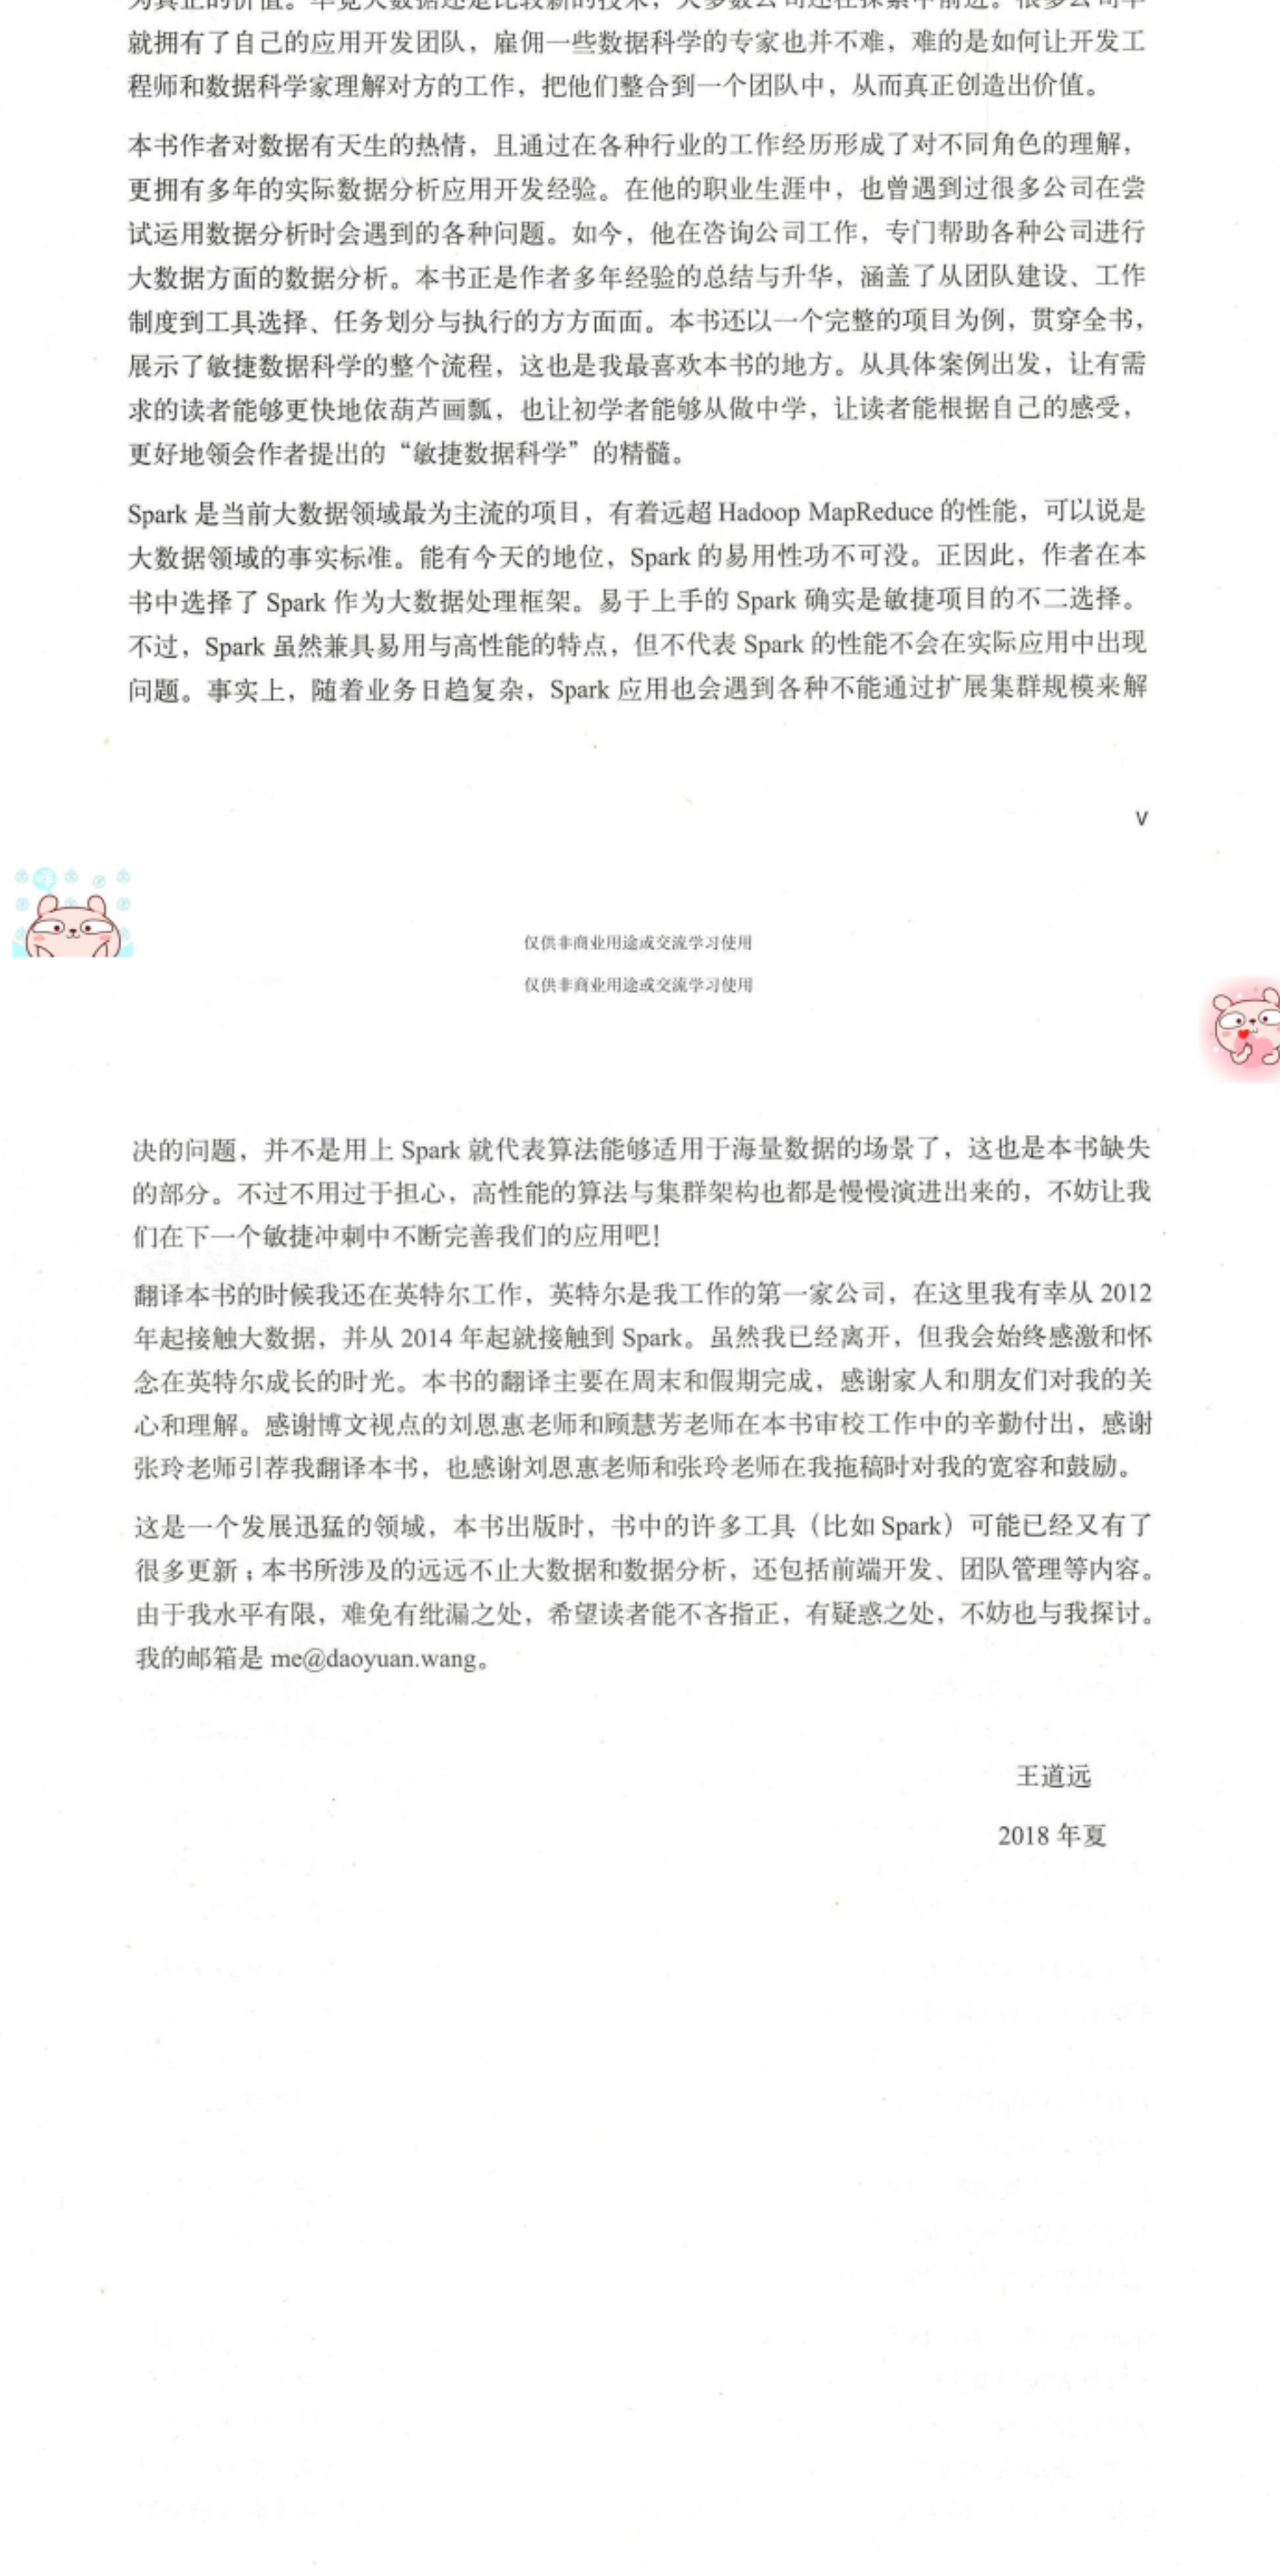 为真正的价值。毕竟大数据还是比较新的技术，大多数公司还在探索中前进。很多公司早
就拥有了自己的应用开发团队，雇佣一些数据科学的专家也并不难，难的是如何让开发工
程师和数据科学家理解对方的工作，把他们整合到一个团队中，从而真正创造出价值。
本书作者对数据有天生的热情，且通过在各种行业的工作经历形成了对不同角色的理解，
更拥有多年的实际数据分析应用开发经验。在他的职业生涯中，也曾遇到过很多公司在尝
试运用数据分析时会遇到的各种问题。如今，他在咨询公司工作，专门帮助各种公司进行
大数据方面的数据分析。本书正是作者多年经验的总结与升华，涵盖了从团队建设、工作
制度到工具选择、任务划分与执行的方方面面。本书还以一个完整的项目为例，贯穿全书，
展示了敏捷数据科学的整个流程，这也是我最喜欢本书的地方。从具体案例出发，让有需
求的读者能够更快地依葫芦画瓢，也让初学者能够从做中学，让读者能根据自己的感受，
更好地领会作者提出的“敏捷数据科学”的精髓。
Spark 是当前大数据领域最为主流的项目，有着远超 Hadoop MapReduce 的性能，可以说是
大数据领域的事实标准。能有今天的地位，Spark 的易用性功不可没。正因此，作者在本
书中选择了 Spark 作为大数据处理框架。易于上手的 Spark 确实是敏捷项目的不二选择。
不过，Spark 虽然兼具易用与高性能的特点，但不代表 Spark 的性能不会在实际应用中出现
问题。事实上，随着业务日趋复杂，Spark 应用也会遇到各种不能通过扩展集群规模来解
V
仅供非商业用途或交流学习使用
仅供非商业用途或交流学习使用
决的问题，并不是用上 Spark 就代表算法能够适用于海量数据的场景了，这也是本书缺失
的部分。不过不用过于担心，高性能的算法与集群架构也都是慢慢演进出来的，不妨让我
们在下一个敏捷冲刺中不断完善我们的应用吧！
翻译本书的时候我还在英特尔工作，英特尔是我工作的第一家公司，在这里我有幸从 2012
年起接触大数据，并从 2014 年起就接触到 Spark。虽然我已经离开，但我会始终感激和怀
念在英特尔成长的时光。本书的翻译主要在周末和假期完成，感谢家人和朋友们对我的关
心和理解。感谢博文视点的刘恩惠老师和顾慧芳老师在本书审校工作中的辛勤付出，感谢
张玲老师引荐我翻译本书，也感谢刘恩惠老师和张玲老师在我拖稿时对我的宽容和鼓励。
这是一个发展迅猛的领域，本书出版时，书中的许多工具（比如 Spark）可能已经又有了
很多更新；本书所涉及的远远不止大数据和数据分析，还包括前端开发、团队管理等内容。
由于我水平有限，难免有纰漏之处，希望读者能不吝指正，有疑惑之处，不妨也与我探讨。
我的邮箱是 me@daoyuan.wang。
王道远
2018 年夏